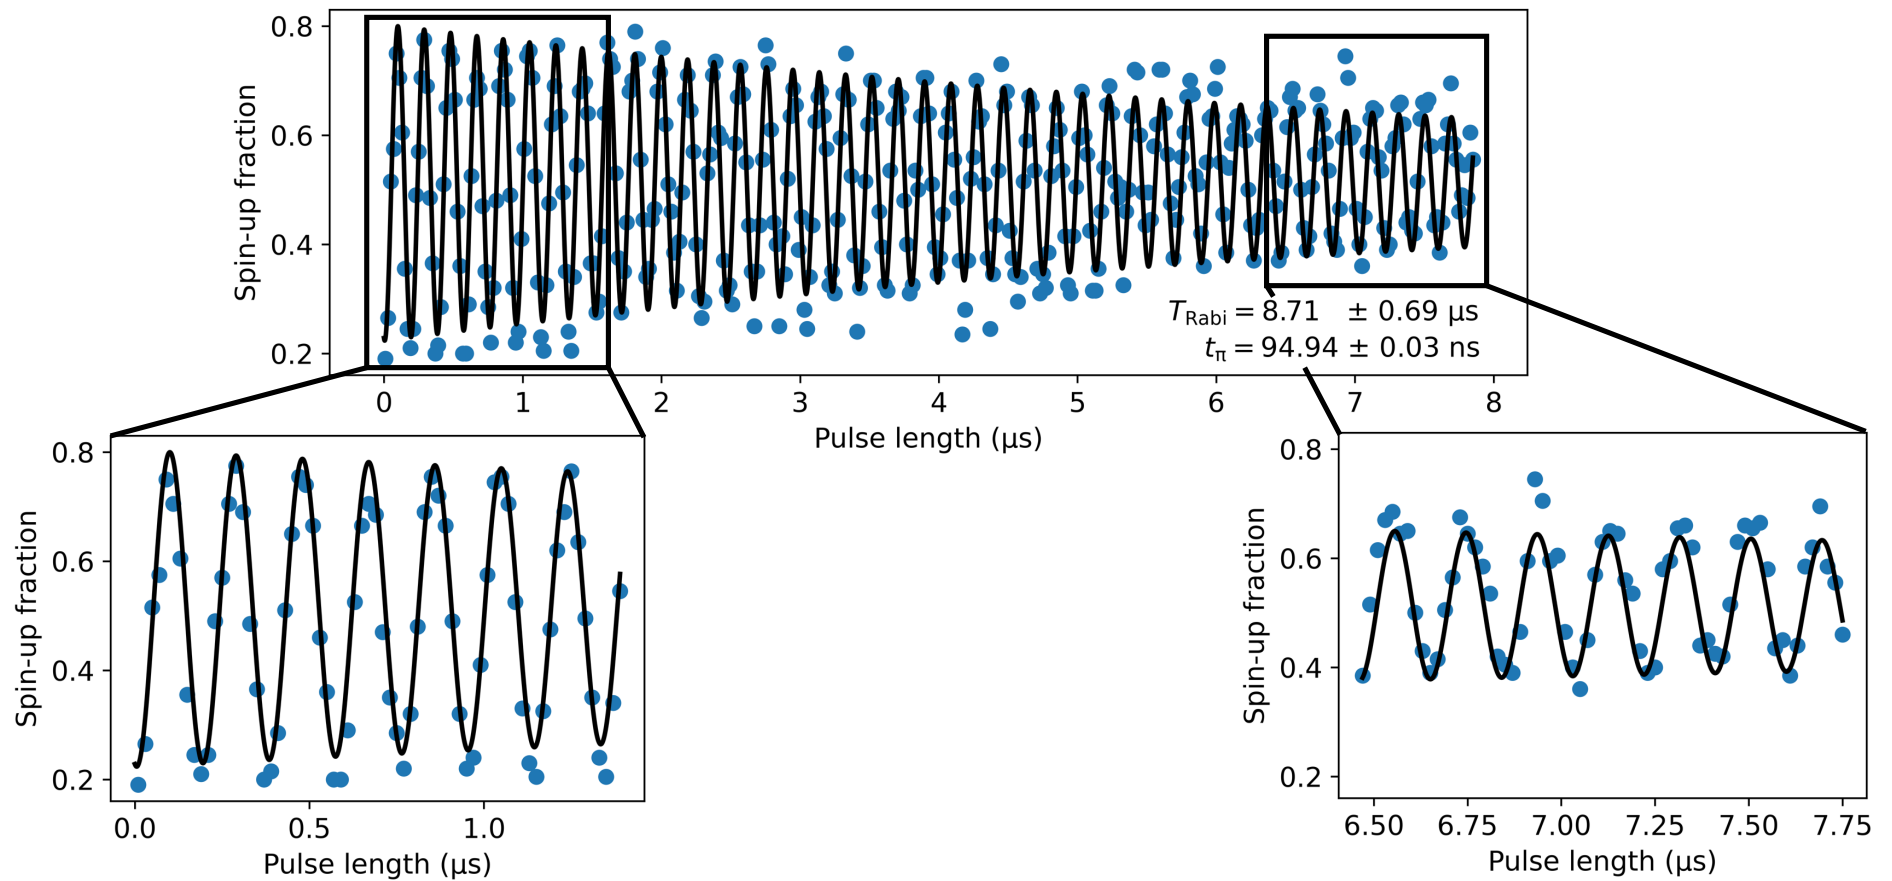 0.8
0.6
0.4
0.2
Spin-up fraction
T_Rabi = 8.71 ± 0.69 μs
t_π = 94.94 ± 0.03 ns
0 1 2 3 4 5 6 7 8
Pulse length (μs)
0.8
0.6
0.4
0.2
Spin-up fraction
0.0 0.5 1.0
Pulse length (μs)
0.8
0.6
0.4
0.2
Spin-up fraction
6.50 6.75 7.00 7.25 7.50 7.75
Pulse length (μs)